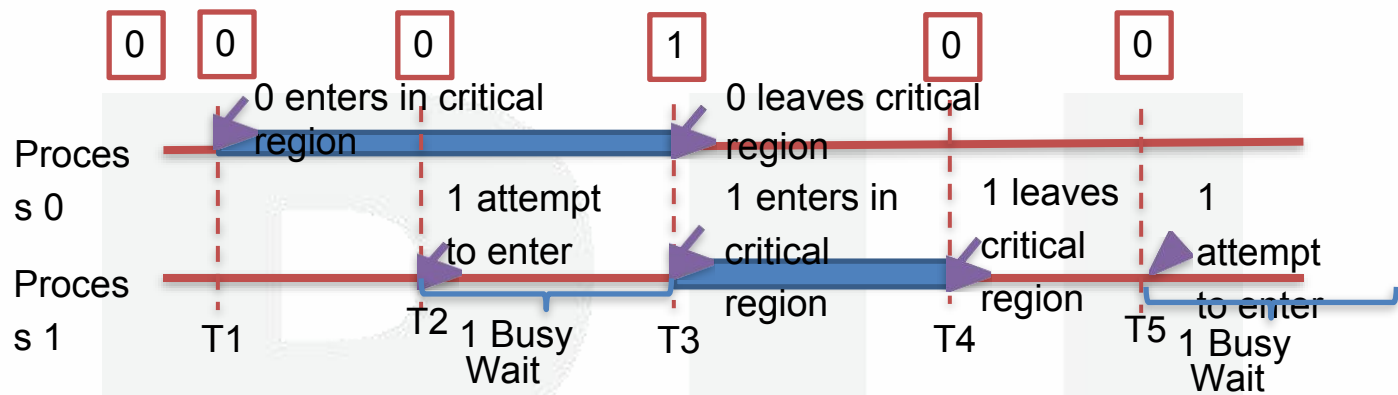 0 0 0 1 0 0
0 enters in critical
region
0 leaves critical
region
Proces
s 0
1 attempt
to enter
1 enters in
critical
region
1 leaves
critical
region
1
attempt
to enter
Proces
s 1
T1
T2
1 Busy
Wait
T3
T4
T5
1 Busy
Wait